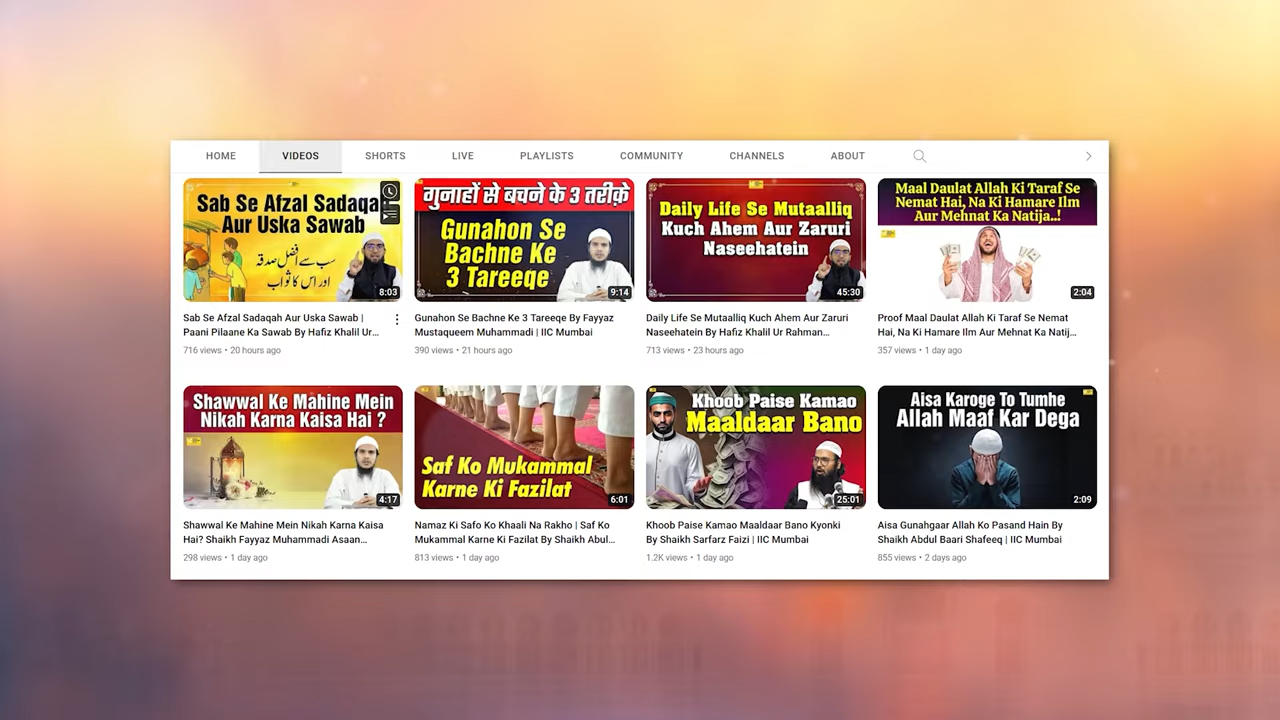 HOME VIDEOS SHORTS LIVE PLAYLISTS COMMUNITY CHANNELS ABOUT
Sab Se Afzal Sadaqah
Aur Uska Sawab
سب سے افضل صدقہ
اور اس کا ثواب
8:03
गुनाहों से बचने के 3 तरीक़े
Gunahon Se
Bachne Ke
3 Tareeqe
9:14
Daily Life Se Mutaalliq
Kuch Ahem Aur Zaruri
Naseehatein
45:30
Maal Daulat Allah Ki Taraf Se
Nemat Hai, Na Ki Hamare Ilm
Aur Mehnat Ka Natija..!
2:04
Sab Se Afzal Sadaqah Aur Uska Sawab |
Paani Pilaane Ka Sawab By Hafiz Khalil Ur...
716 views • 20 hours ago
Gunahon Se Bachne Ke 3 Tareeqe By Fayyaz
Mustaqueem Muhammadi | IIC Mumbai
390 views • 21 hours ago
Daily Life Se Mutaalliq Kuch Ahem Aur Zaruri
Naseehatein By Hafiz Khalil Ur Rahman...
713 views • 23 hours ago
Proof Maal Daulat Allah Ki Taraf Se Nemat
Hai, Na Ki Hamare Ilm Aur Mehnat Ka Natij...
357 views • 1 day ago
Shawwal Ke Mahine Mein
Nikah Karna Kaisa Hai ?
4:17
Saf Ko Mukammal
Karne Ki Fazilat
6:01
Khoob Paise Kamao
Maaldaar Bano
25:01
Aisa Karoge To Tumhe
Allah Maaf Kar Dega
2:09
Shawwal Ke Mahine Mein Nikah Karna Kaisa
Hai? Shaikh Fayyaz Muhammadi Asaan...
298 views • 1 day ago
Namaz Ki Safo Ko Khaali Na Rakho | Saf Ko
Mukammal Karne Ki Fazilat By Shaikh Abul...
813 views • 1 day ago
Khoob Paise Kamao Maaldaar Bano Kyonki
By Shaikh Sarfarz Faizi | IIC Mumbai
1.2K views • 1 day ago
Aisa Gunahgaar Allah Ko Pasand Hain By
Shaikh Abdul Baari Shafeeq | IIC Mumbai
855 views • 2 days ago